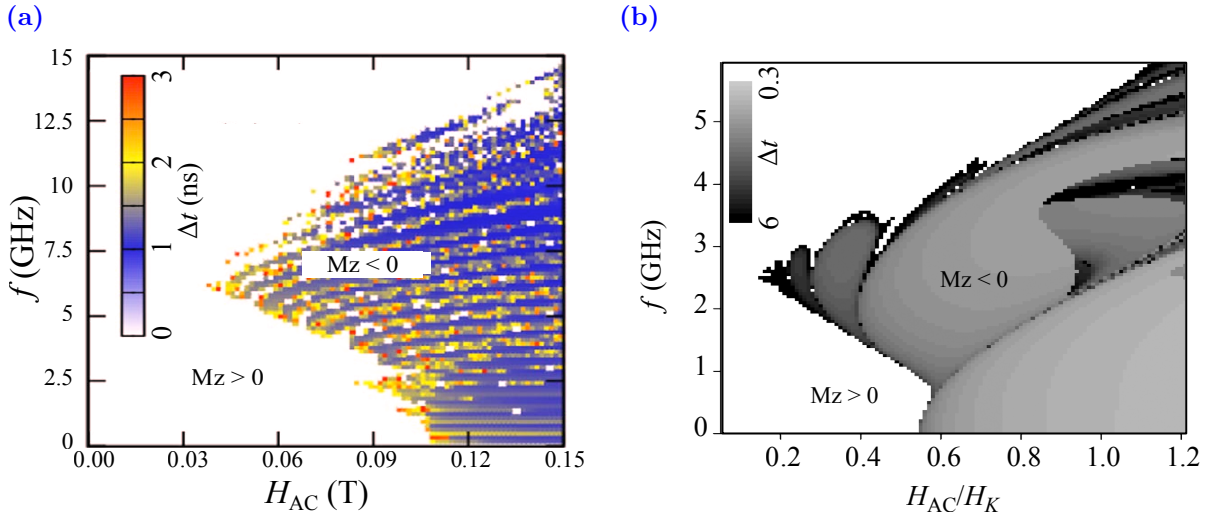 (a)
15
12.5
10
7.5
5
2.5
0
f (GHz)
3
2
1
0
Δt (ns)
Mz < 0
Mz > 0
0.00
0.03
0.06
0.09
0.12
0.15
H_AC (T)
(b)
5
4
3
2
1
0
f (GHz)
0.3
Δt
6
Mz < 0
Mz > 0
0.2
0.4
0.6
0.8
1.0
1.2
H_AC/H_K